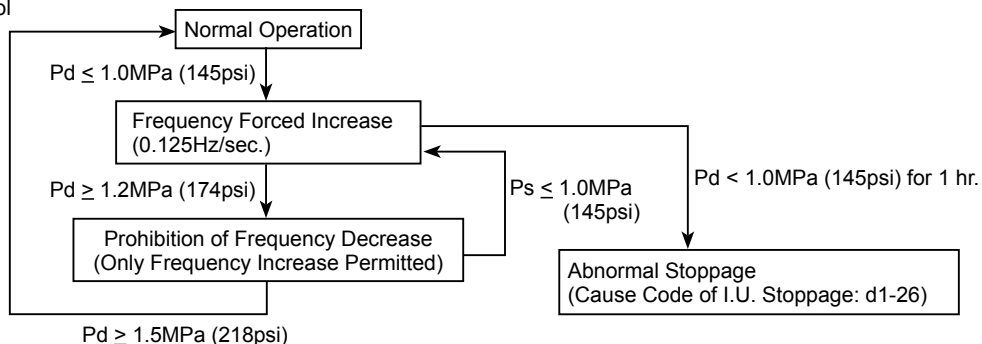 ol
Normal Operation
Pd ≤ 1.0MPa (145psi)
Frequency Forced Increase
(0.125Hz/sec.)
Pd ≥ 1.2MPa (174psi)
Ps ≤ 1.0MPa
(145psi)
Pd < 1.0MPa (145psi) for 1 hr.
Prohibition of Frequency Decrease
(Only Frequency Increase Permitted)
Abnormal Stoppage
(Cause Code of I.U. Stoppage: d1-26)
Pd ≥ 1.5MPa (218psi)